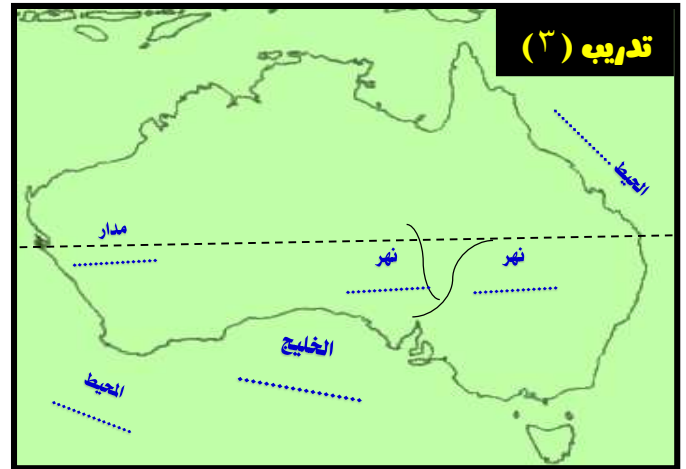 تدريب (٣)
المحيط
مدار
نهر
نهر
الخليج
المحيط